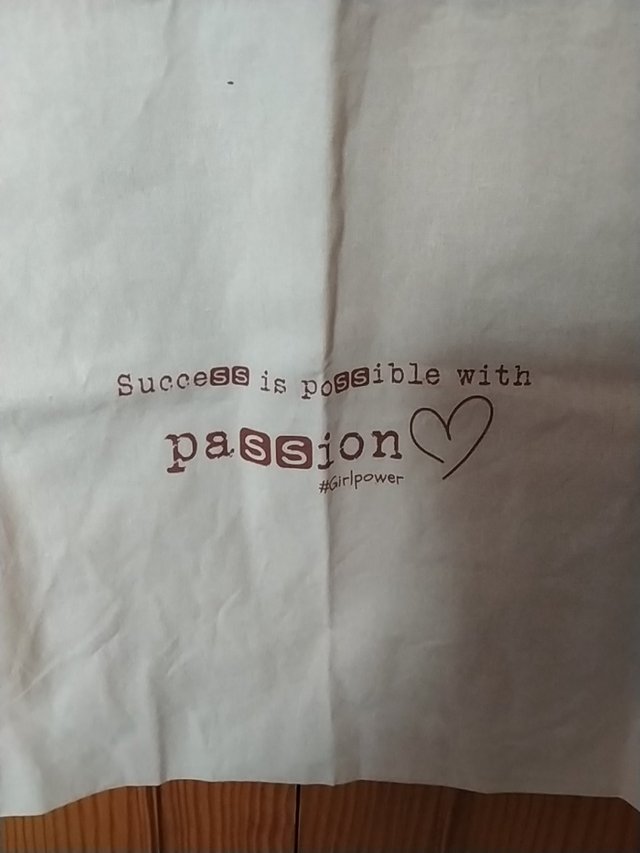 Success is possible with
passion
#Girlpower